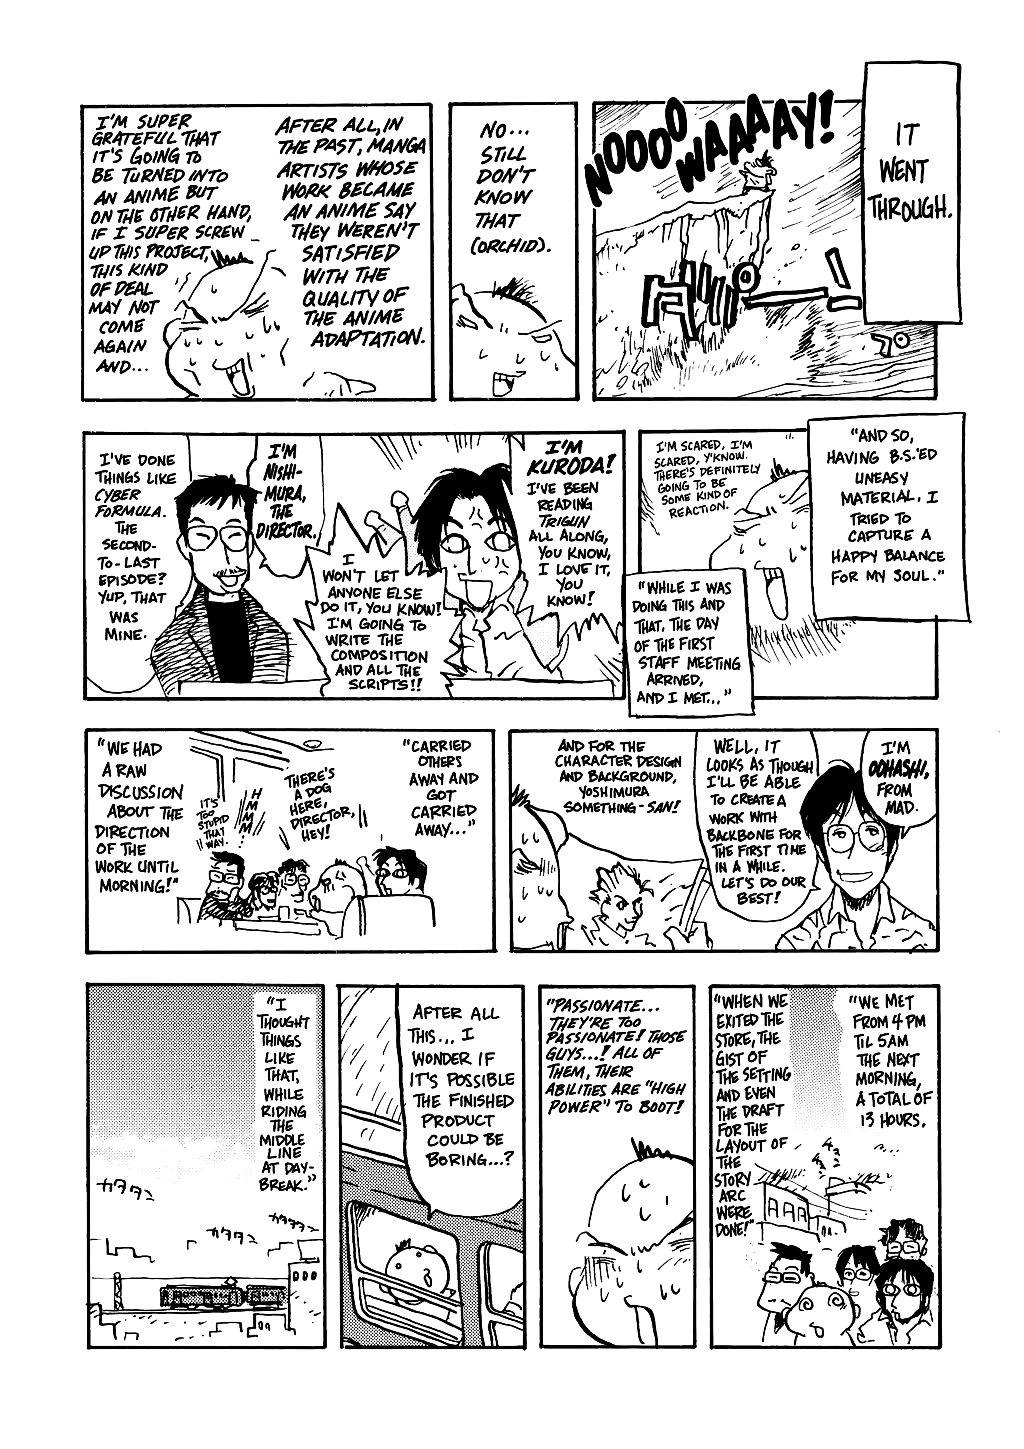 IT
WENT
THROUGH.
NOOOO
WAAAAY!
NO...
STILL
DON'T
KNOW
THAT
(ORCHID).
AFTER ALL, IN
THE PAST, MANGA
ARTISTS WHOSE
WORK BECAME
AN ANIME SAY
THEY WEREN'T
SATISFIED
WITH THE
QUALITY OF
THE ANIME
ADAPTATION.
I'M SUPER
GRATEFUL THAT
IT'S GOING TO
BE TURNED INTO
AN ANIME BUT
ON THE OTHER HAND,
IF I SUPER SCREW
UP THIS PROJECT,
THIS KIND
OF DEAL
MAY NOT
COME
AGAIN
AND...
"AND SO,
HAVING B.S.'ED
UNEASY
MATERIAL, I
TRIED TO
CAPTURE A
HAPPY BALANCE
FOR MY SOUL."
I'M SCARED, I'M
SCARED, Y'KNOW.
THERE'S DEFINITELY
GOING TO BE
SOME KIND OF
REACTION.
"WHILE I WAS
DOING THIS AND
THAT, THE DAY
OF THE FIRST
STAFF MEETING
ARRIVED,
AND I MET..."
I'M
KURODA!
I'VE BEEN
READING
TRIGUN
ALL ALONG,
YOU KNOW,
I LOVE IT,
YOU
KNOW!
I
WON'T LET
ANYONE ELSE
DO IT, YOU KNOW!
I'M GOING TO
WRITE THE
COMPOSITION
AND ALL THE
SCRIPTS!!
I'M
NISHI-
MURA,
THE
DIRECTOR.
I'VE DONE
THINGS LIKE
CYBER
FORMULA.
THE
SECOND-
TO-LAST
EPISODE?
YUP, THAT
WAS
MINE.
I'M
OOHASHI,
FROM
MAD.
WELL, IT
LOOKS AS THOUGH
I'LL BE ABLE
TO CREATE A
WORK WITH
BACKBONE FOR
THE FIRST TIME
IN A WHILE.
LET'S DO OUR
BEST!
AND FOR THE
CHARACTER DESIGN
AND BACKGROUND,
YOSHIMURA
SOMETHING-SAN!
"CARRIED
OTHERS
AWAY AND
GOT
CARRIED
AWAY..."
THERE'S
A DOG
HERE,
DIRECTOR,
HEY!
HMMM
IT'S
TOO
STUPID
THAT
WAY.
"WE HAD
A RAW
DISCUSSION
ABOUT THE
DIRECTION
OF THE
WORK UNTIL
MORNING!"
"WE MET
FROM 4 PM
TIL 5AM
THE NEXT
MORNING,
A TOTAL OF
13 HOURS.
"WHEN WE
EXITED THE
STORE, THE
GIST OF
THE SETTING
AND EVEN
THE DRAFT
FOR THE
LAYOUT OF
THE
STORY
ARC
WERE
DONE!"
"PASSIONATE...
THEY'RE TOO
PASSIONATE! THOSE
GUYS...! ALL OF
THEM, THEIR
ABILITIES ARE "HIGH
POWER" TO BOOT!
AFTER ALL
THIS... I
WONDER IF
IT'S POSSIBLE
THE FINISHED
PRODUCT
COULD BE
BORING...?
"I
THOUGHT
THINGS
LIKE
THAT,
WHILE
RIDING
THE
MIDDLE
LINE
AT DAY-
BREAK."
カタタン
カタタン
カタタン